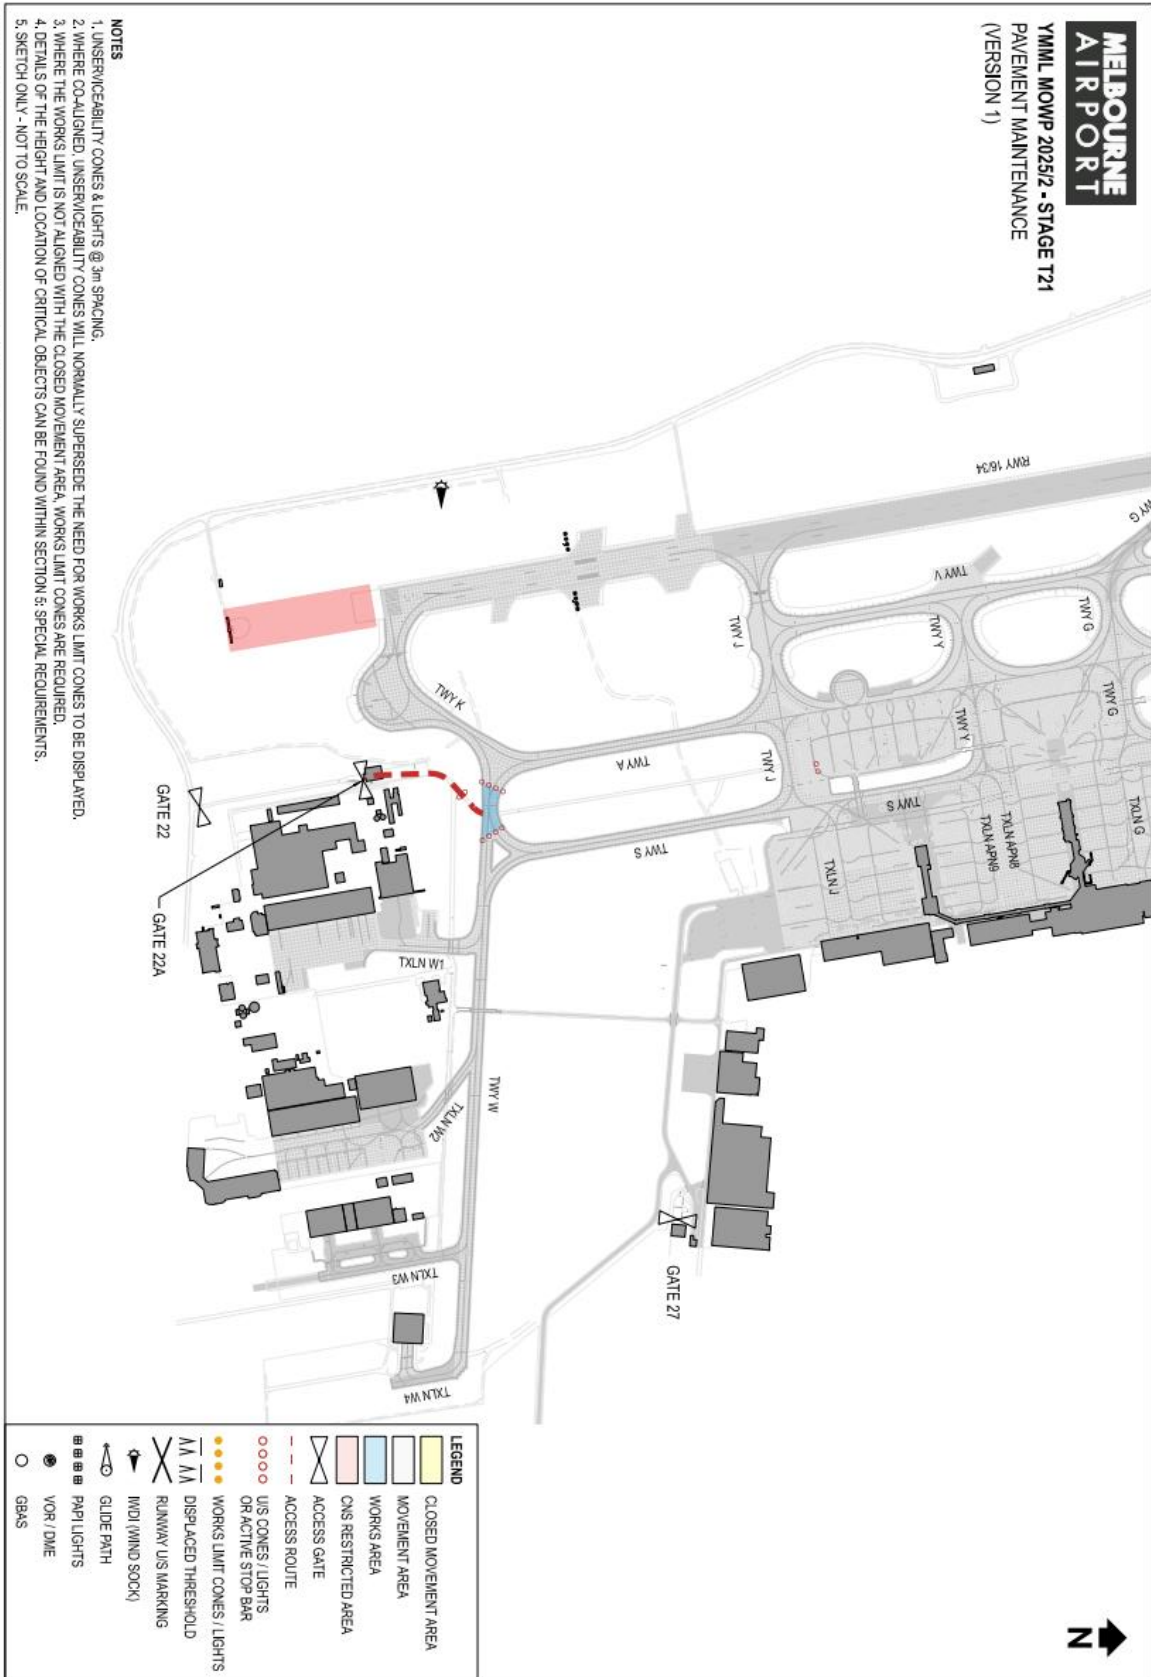 MELBOURNE
AIRPORT
YMML MOWP 2025/2 - STAGE T21
PAVEMENT MAINTENANCE
(VERSION 1)
RWY 16/34
TWY G
TWY V
TWY G
TWY J
TWY Y
TWY G
TWY K
TWY Y
TWY A
TWY J
TWY S
TXLN G
TXLN APN8
TXLN APN9
TWY S
TXLN J
GATE 22
GATE 22A
TXLN W1
TWY W
TXLN W2
TXLN W3
GATE 27
TXLN W4
N
NOTES
1. UNSERVICEABILITY CONES & LIGHTS @ 3m SPACING.
2. WHERE CO-ALIGNED, UNSERVICEABILITY CONES WILL NORMALLY SUPERSEDE THE NEED FOR WORKS LIMIT CONES TO BE DISPLAYED.
3. WHERE THE WORKS LIMIT IS NOT ALIGNED WITH THE CLOSED MOVEMENT AREA, WORKS LIMIT CONES ARE REQUIRED.
4. DETAILS OF THE HEIGHT AND LOCATION OF CRITICAL OBJECTS CAN BE FOUND WITHIN SECTION 5: SPECIAL REQUIREMENTS.
5. SKETCH ONLY - NOT TO SCALE.
LEGEND
CLOSED MOVEMENT AREA
MOVEMENT AREA
WORKS AREA
CNS RESTRICTED AREA
ACCESS GATE
ACCESS ROUTE
U/S CONES / LIGHTS
OR ACTIVE STOP BAR
WORKS LIMIT CONES / LIGHTS
DISPLACED THRESHOLD
RUNWAY U/S MARKING
IWDI (WIND SOCK)
GLIDE PATH
PAPI LIGHTS
VOR / DME
GBAS